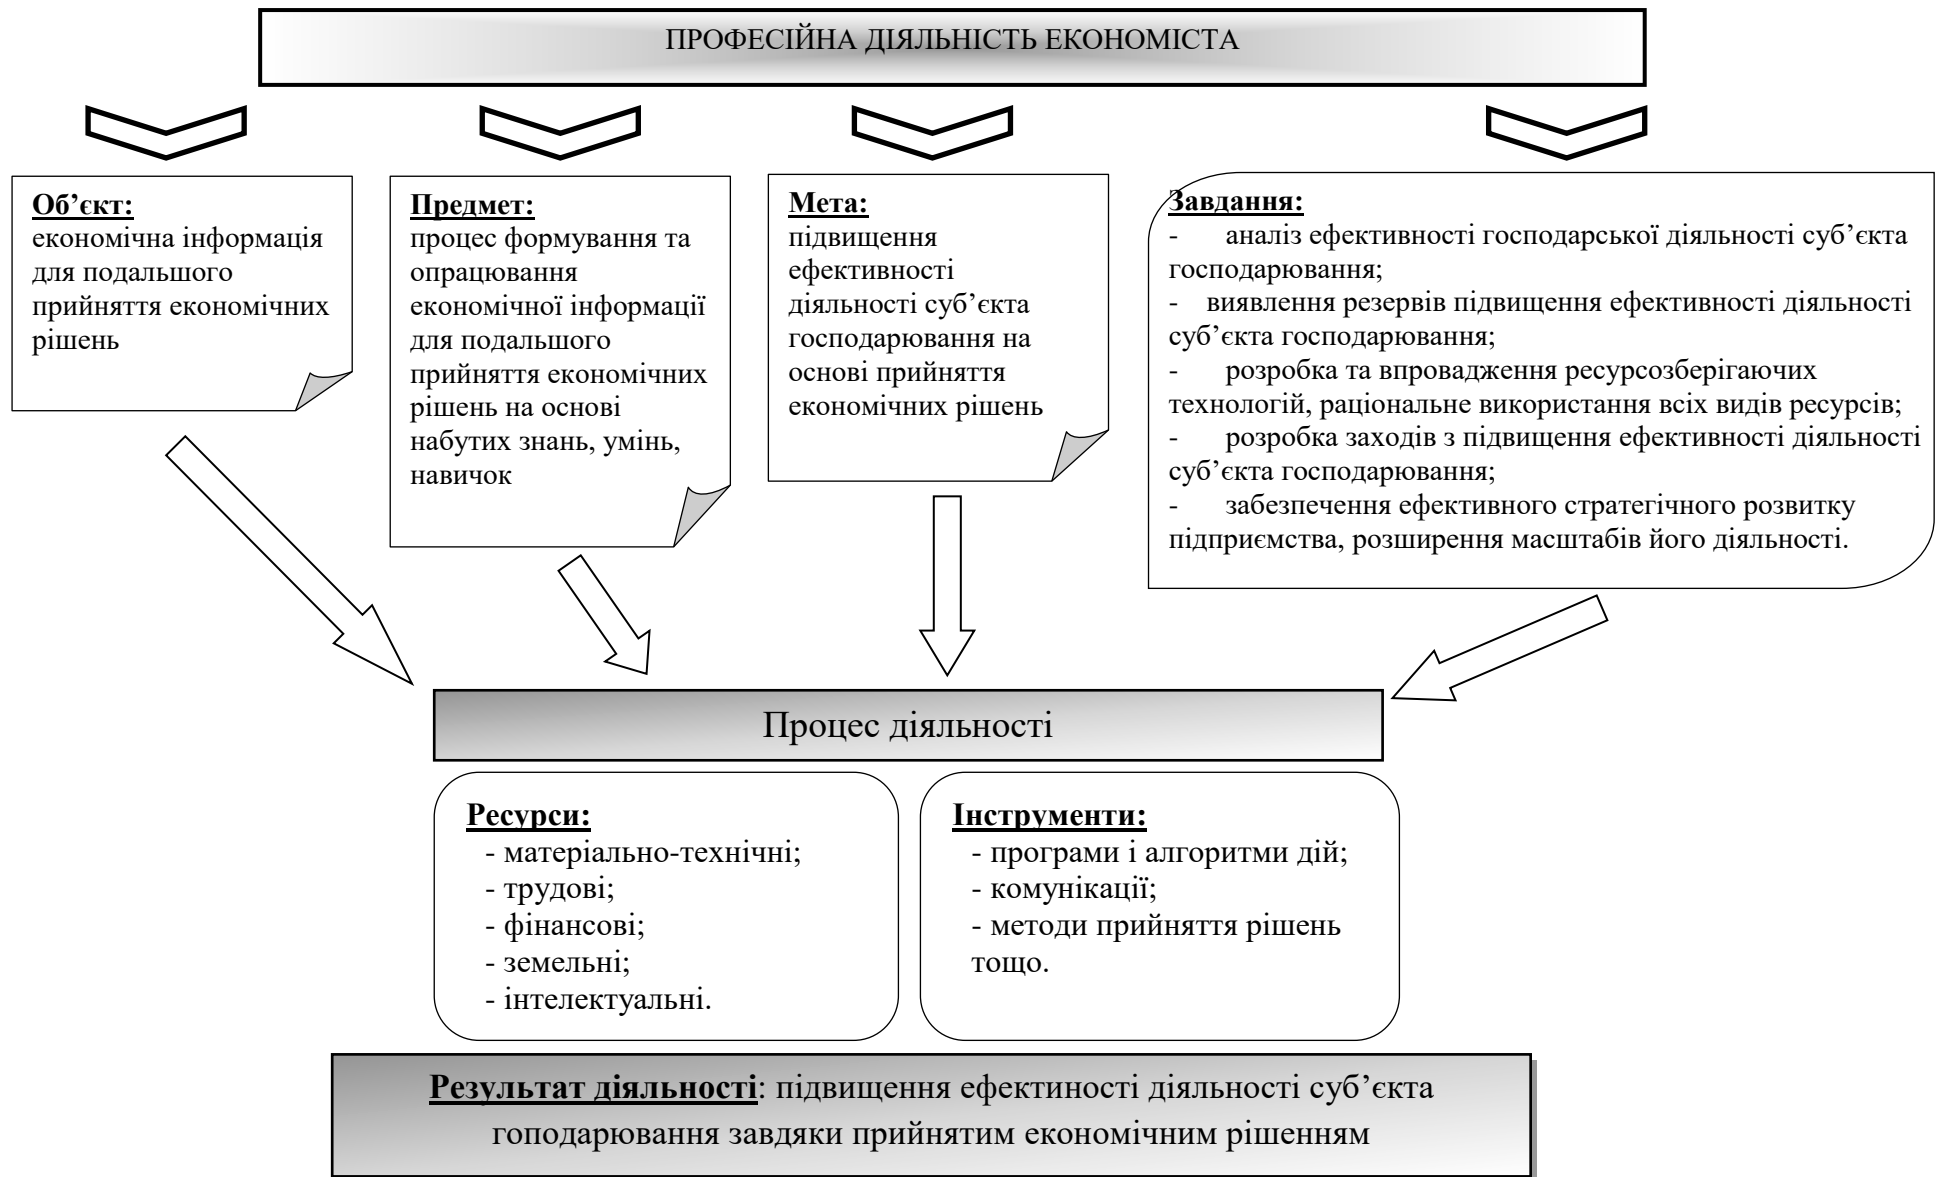 ПРОФЕСІЙНА ДІЯЛЬНІСТЬ ЕКОНОМІСТА
Об’єкт:
економічна інформація
для подальшого
прийняття економічних
рішень
Предмет:
процес формування та
опрацювання
економічної інформації
для подальшого
прийняття економічних
рішень на основі
набутих знань, умінь,
навичок
Мета:
підвищення
ефективності
діяльності суб’єкта
господарювання на
основі прийняття
економічних рішень
Завдання:
- аналіз ефективності господарської діяльності суб’єкта
господарювання;
- виявлення резервів підвищення ефективності діяльності
суб’єкта господарювання;
- розробка та впровадження ресурсозберігаючих
технологій, раціональне використання всіх видів ресурсів;
- розробка заходів з підвищення ефективності діяльності
суб’єкта господарювання;
- забезпечення ефективного стратегічного розвитку
підприємства, розширення масштабів його діяльності.
Процес діяльності
Ресурси:
- матеріально-технічні;
- трудові;
- фінансові;
- земельні;
- інтелектуальні.
Інструменти:
- програми і алгоритми дій;
- комунікації;
- методи прийняття рішень
тощо.
Результат діяльності: підвищення ефектиності діяльності суб’єкта
гоподарювання завдяки прийнятим економічним рішенням